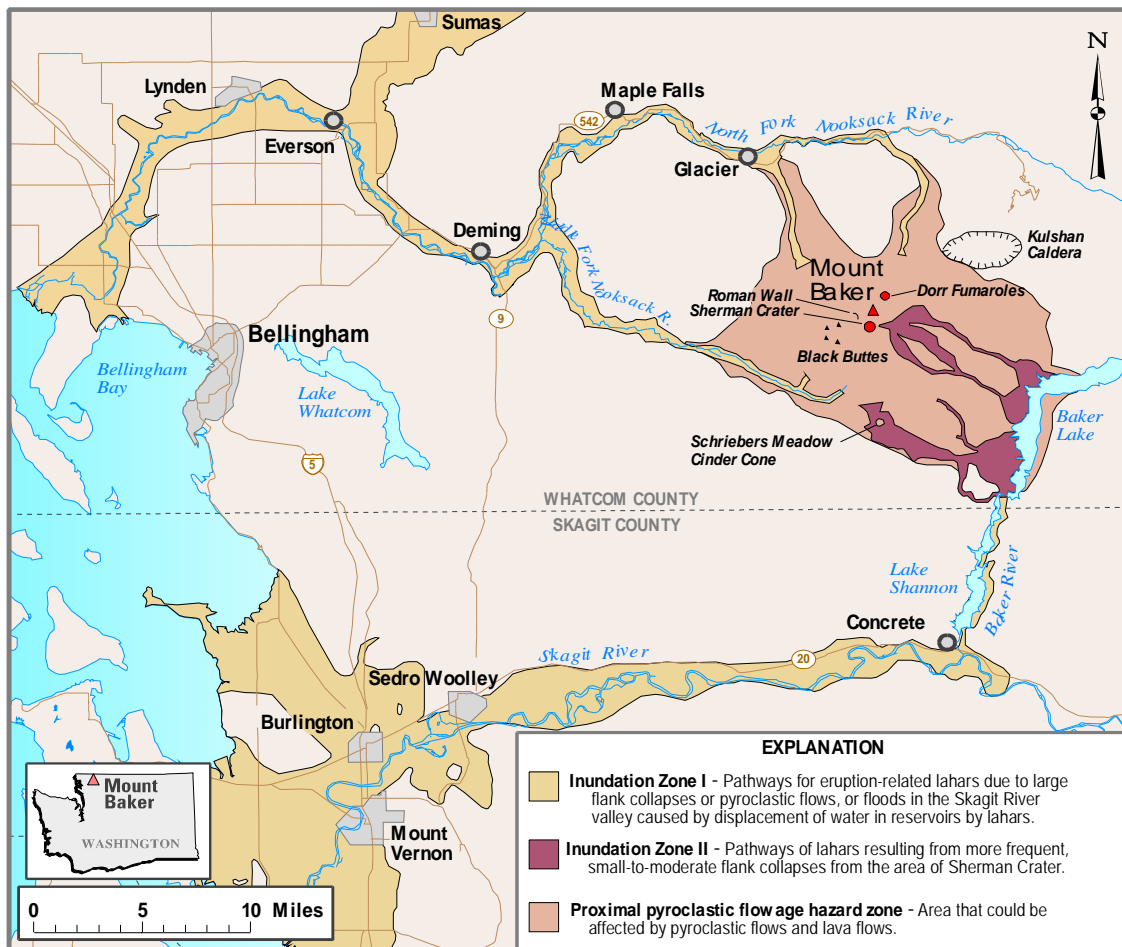 Sumas
N
Lynden
Maple Falls
542
North Fork Nooksack River
Everson
Glacier
Deming
Middle Fork Nooksack R.
Kulshan
Caldera
Mount
Baker
Dorr Fumaroles
Roman Wall
Sherman Crater
9
Bellingham
Black Buttes
Bellingham
Bay
Lake
Whatcom
Baker
Lake
Schriebers Meadow
Cinder Cone
5
WHATCOM COUNTY
SKAGIT COUNTY
Lake
Shannon
Baker River
Concrete
Skagit River
20
Sedro Woolley
Burlington
Mount
Vernon
Mount
Baker
WASHINGTON
0 5 10 Miles
EXPLANATION
Inundation Zone I - Pathways for eruption-related lahars due to large
flank collapses or pyroclastic flows, or floods in the Skagit River
valley caused by displacement of water in reservoirs by lahars.
Inundation Zone II - Pathways of lahars resulting from more frequent,
small-to-moderate flank collapses from the area of Sherman Crater.
Proximal pyroclastic flowage hazard zone - Area that could be
affected by pyroclastic flows and lava flows.